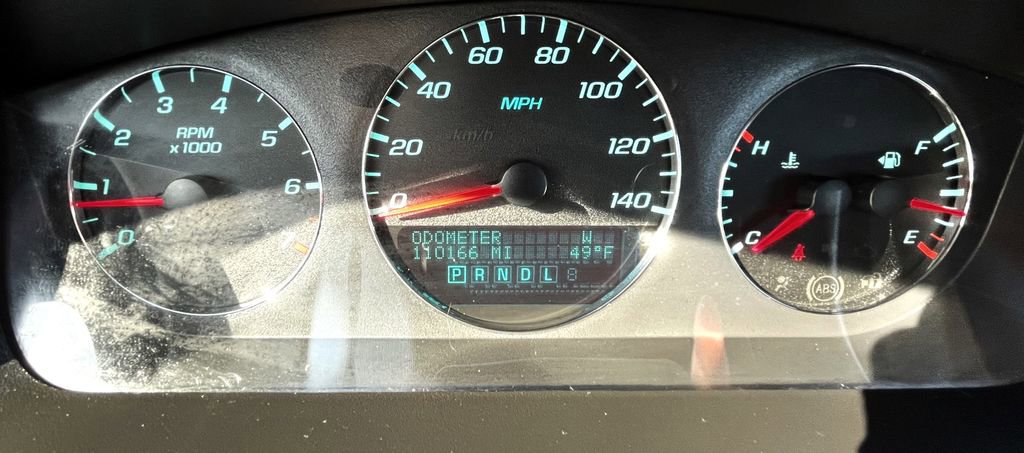 0
1
2
3
4
5
6
RPM
x1000
0
20
40
60
80
100
120
140
MPH
km/h
ODOMETER W
110166 MI 49°F
P R N D L 8
H
C
F
E
ABS